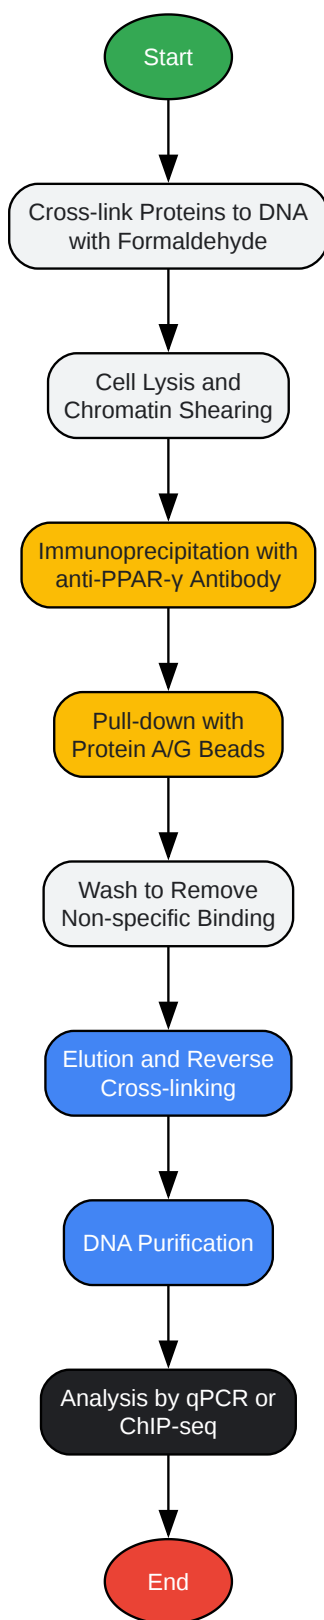 Start
Cross-link Proteins to DNA
with Formaldehyde
Cell Lysis and
Chromatin Shearing
Immunoprecipitation with
anti-PPAR-γ Antibody
Pull-down with
Protein A/G Beads
Wash to Remove
Non-specific Binding
Elution and Reverse
Cross-linking
DNA Purification
Analysis by qPCR or
ChIP-seq
End